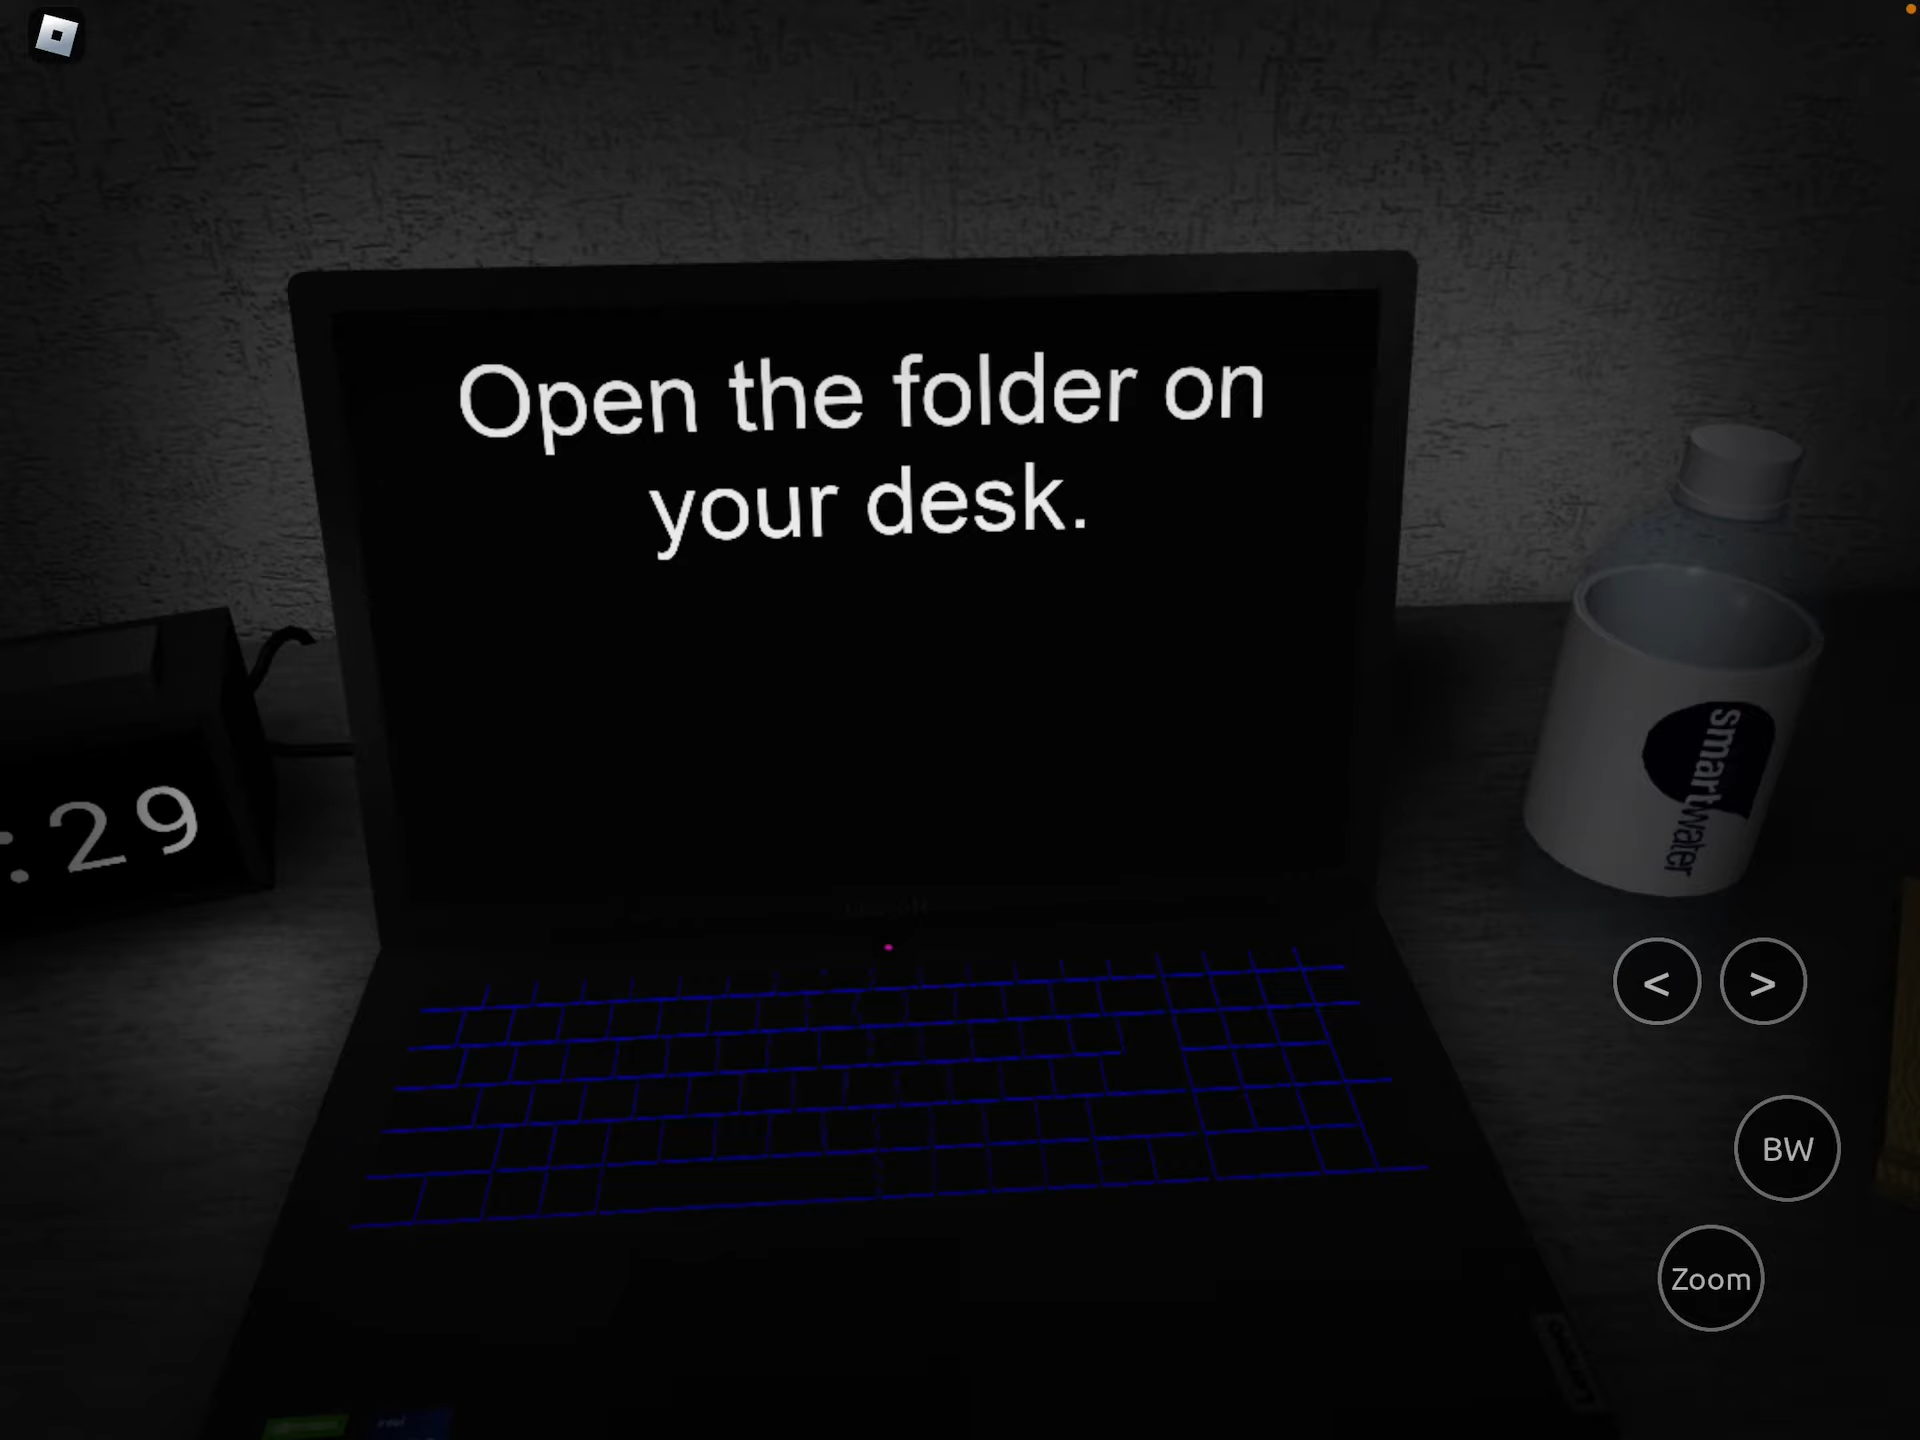 Open the folder on
your desk.
:29
smartwater
<
>
BW
Zoom